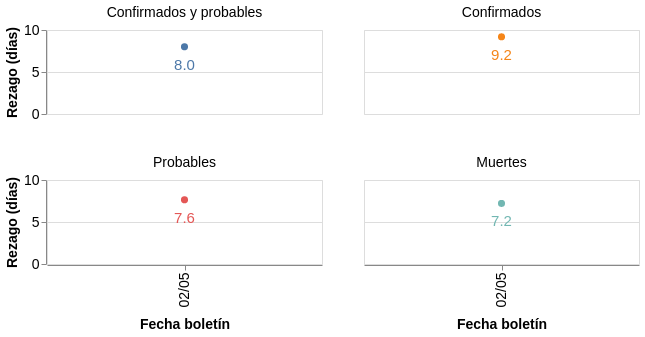 Confirmados y probables
Confirmados
Rezago (días)
10
5
0
8.0
9.2
Probables
Muertes
Rezago (días)
10
5
0
7.6
7.2
02/05
02/05
Fecha boletín
Fecha boletín